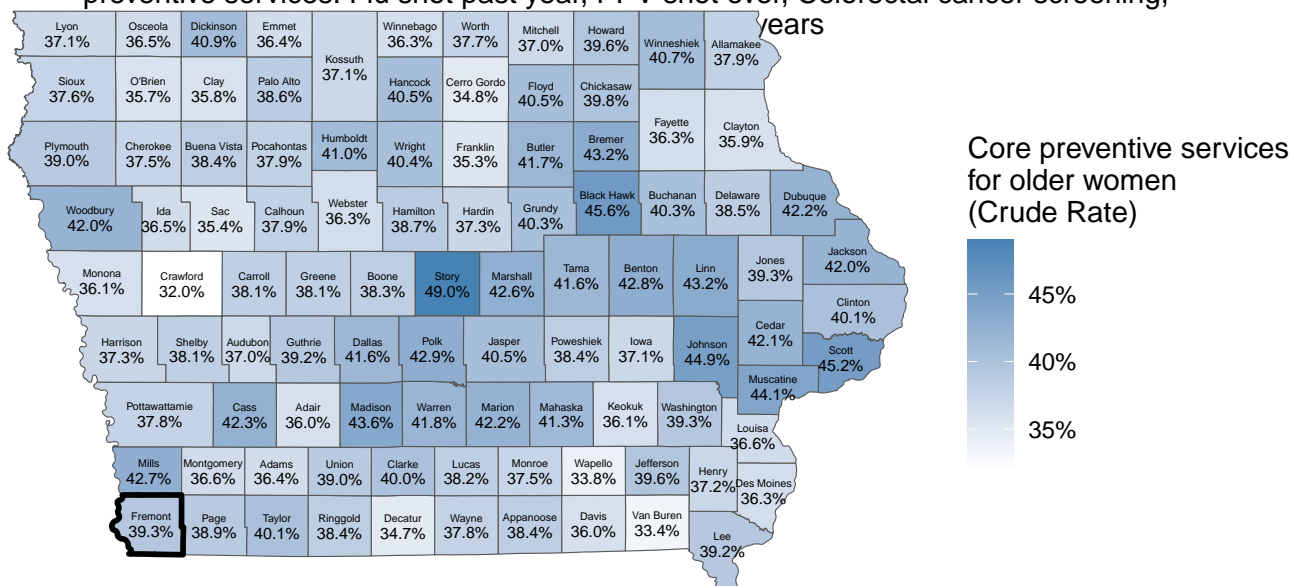 preventive services: Flu shot past year, PPV shot ever, Colorectal cancer screening,
years
Lyon Osceola Dickinson Emmet Winnebago Worth Mitchell Howard
37.1% 36.5% 40.9% 36.4% 36.3% 37.7% 37.0% 39.6%
Winneshiek Allamakee
40.7% 37.9%
Kossuth
37.1%
Sioux O'Brien Clay Palo Alto Hancock Cerro Gordo Floyd Chickasaw
37.6% 35.7% 35.8% 38.6% 40.5% 34.8% 40.5% 39.8%
Fayette Clayton
36.3% 35.9%
Plymouth Cherokee Buena Vista Pocahontas Humboldt Wright Franklin Butler Bremer
39.0% 37.5% 38.4% 37.9% 41.0% 40.4% 35.3% 41.7% 43.2%
Woodbury Ida Sac Calhoun Webster Hamilton Hardin Grundy Black Hawk Buchanan Delaware Dubuque
42.0% 36.5% 35.4% 37.9% 36.3% 38.7% 37.3% 40.3% 45.6% 40.3% 38.5% 42.2%
Monona Crawford Carroll Greene Boone Story Marshall Tama Benton Linn Jones Jackson
36.1% 32.0% 38.1% 38.1% 38.3% 49.0% 42.6% 41.6% 42.8% 43.2% 39.3% 42.0%
Clinton
40.1%
Harrison Shelby Audubon Guthrie Dallas Polk Jasper Poweshiek Iowa Johnson Cedar Scott
37.3% 38.1% 37.0% 39.2% 41.6% 42.9% 40.5% 38.4% 37.1% 44.9% 42.1% 45.2%
Muscatine
44.1%
Pottawattamie Cass Adair Madison Warren Marion Mahaska Keokuk Washington
37.8% 42.3% 36.0% 43.6% 41.8% 42.2% 41.3% 36.1% 39.3%
Louisa
36.6%
Mills Montgomery Adams Union Clarke Lucas Monroe Wapello Jefferson Henry Des Moines
42.7% 36.6% 36.4% 39.0% 40.0% 38.2% 37.5% 33.8% 39.6% 37.2% 36.3%
Fremont Page Taylor Ringgold Decatur Wayne Appanoose Davis Van Buren Lee
39.3% 38.9% 40.1% 38.4% 34.7% 37.8% 38.4% 36.0% 33.4% 39.2%
Core preventive services
for older women
(Crude Rate)
45%
40%
35%